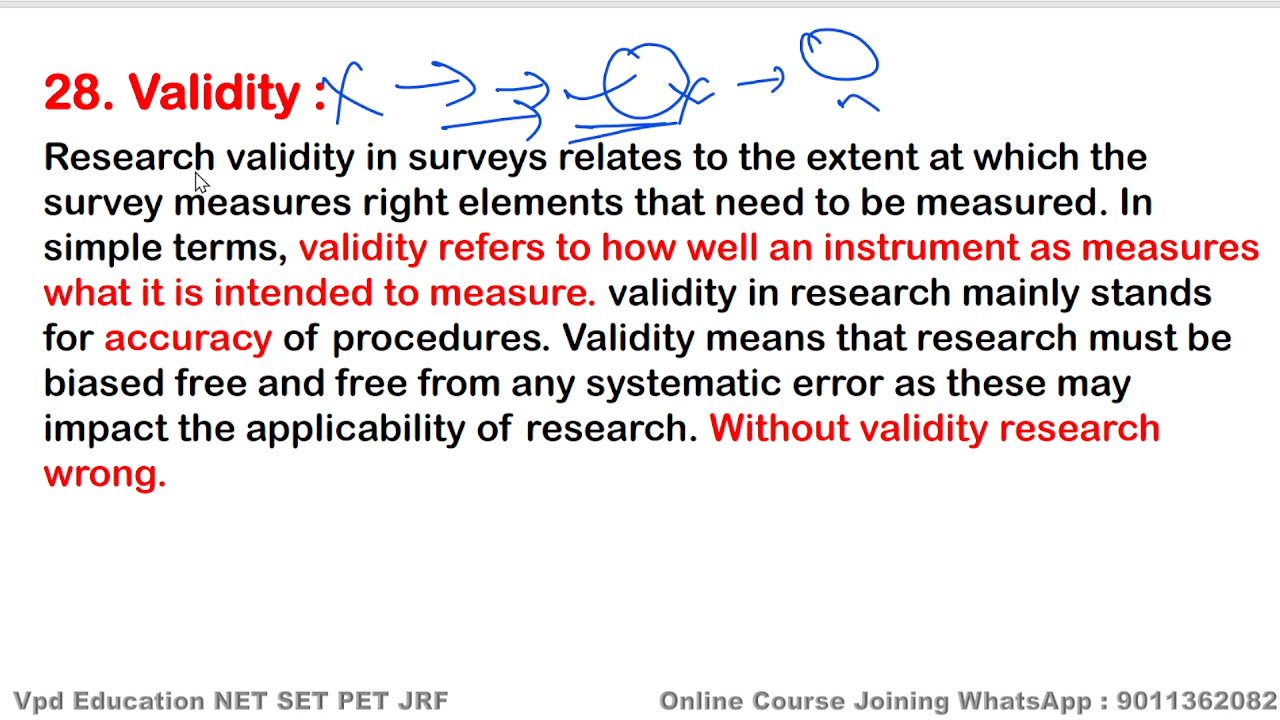 28. Validity :
Research validity in surveys relates to the extent at which the
survey measures right elements that need to be measured. In
simple terms, validity refers to how well an instrument as measures
what it is intended to measure. validity in research mainly stands
for accuracy of procedures. Validity means that research must be
biased free and free from any systematic error as these may
impact the applicability of research. Without validity research
wrong.
Vpd Education NET SET PET JRF Online Course Joining WhatsApp : 9011362082